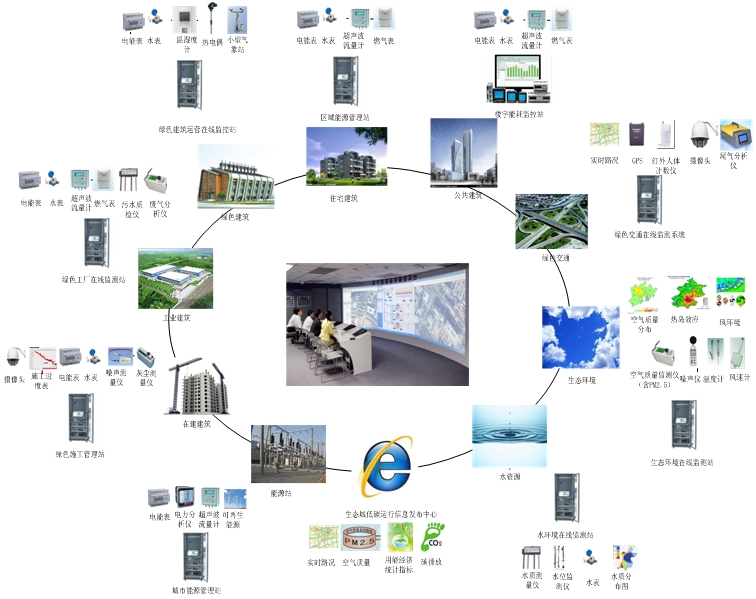 电能表 水表 温湿度计 热电偶 小型气象站
绿色建筑运营在线监控站
绿色建筑
电能表 水表 超声波流量计 燃气表
区域能源管理站
住宅建筑
电能表 水表 超声波流量计 燃气表
楼宇能耗监控站
公共建筑
实时路况 GPS 红外人体计数仪 摄像头 尾气分析仪
绿色交通在线监测系统
绿色交通
电能表 水表 超声波流量计 燃气表 污水质检仪 废气分析仪
绿色工厂在线监测站
工业建筑
空气质量分布 热岛效应 风环境
空气质量监测仪（含PM2.5） 噪声仪 温度计 风速计
生态环境在线监测站
生态环境
摄像头 施工进度表 电能表 水表 噪声测量仪 灰尘测量仪
绿色施工管理站
在建建筑
能源站
电能表 电力分析仪 超声波流量计 可再生能源
城市能源管理站
生态城低碳运行信息发布中心
PM2.5
CO2
实时路况 空气质量 用能经济统计指标 碳排放
水资源
水环境在线监测站
水质测量仪 水位监测仪 水表 水质分布图